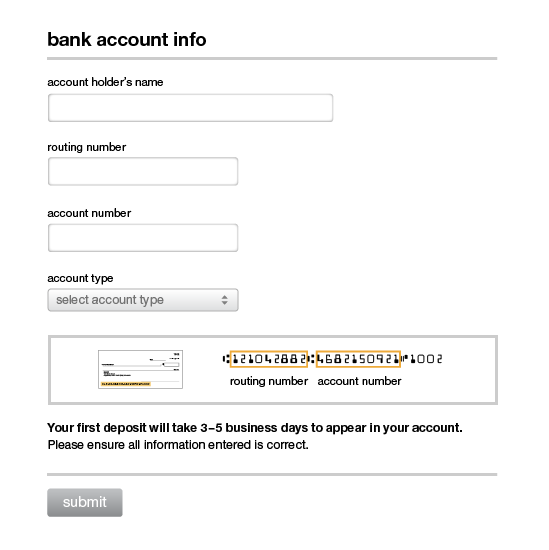 bank account info
account holder's name
routing number
account number
account type
select account type
⑆121042882⑆4682150921⑈1002
routing number account number
Your first deposit will take 3–5 business days to appear in your account.
Please ensure all information entered is correct.
submit